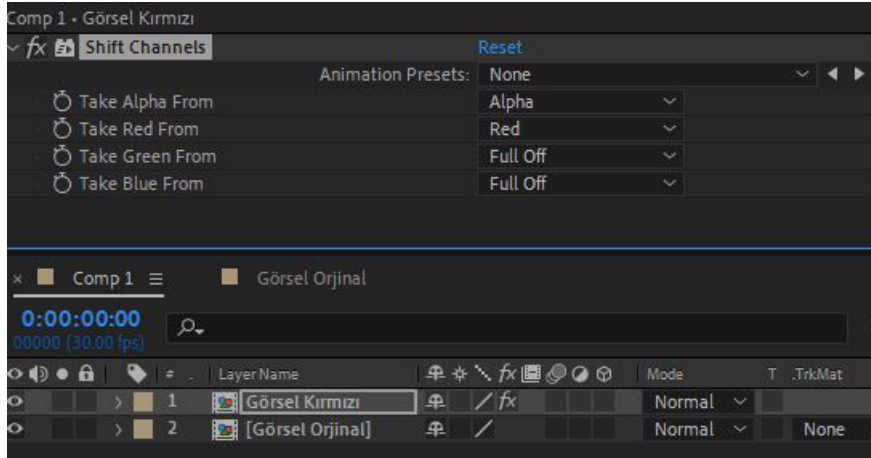 Comp 1 • Görsel Kırmızı
fx Shift Channels Reset
Animation Presets: None
Take Alpha From Alpha
Take Red From Red
Take Green From Full Off
Take Blue From Full Off
× Comp 1 Görsel Orjinal
0:00:00:00
00000 (30.00 fps)
# . Layer Name fx Mode T .TrkMat
1 Görsel Kırmızı fx Normal
2 [Görsel Orjinal] Normal None